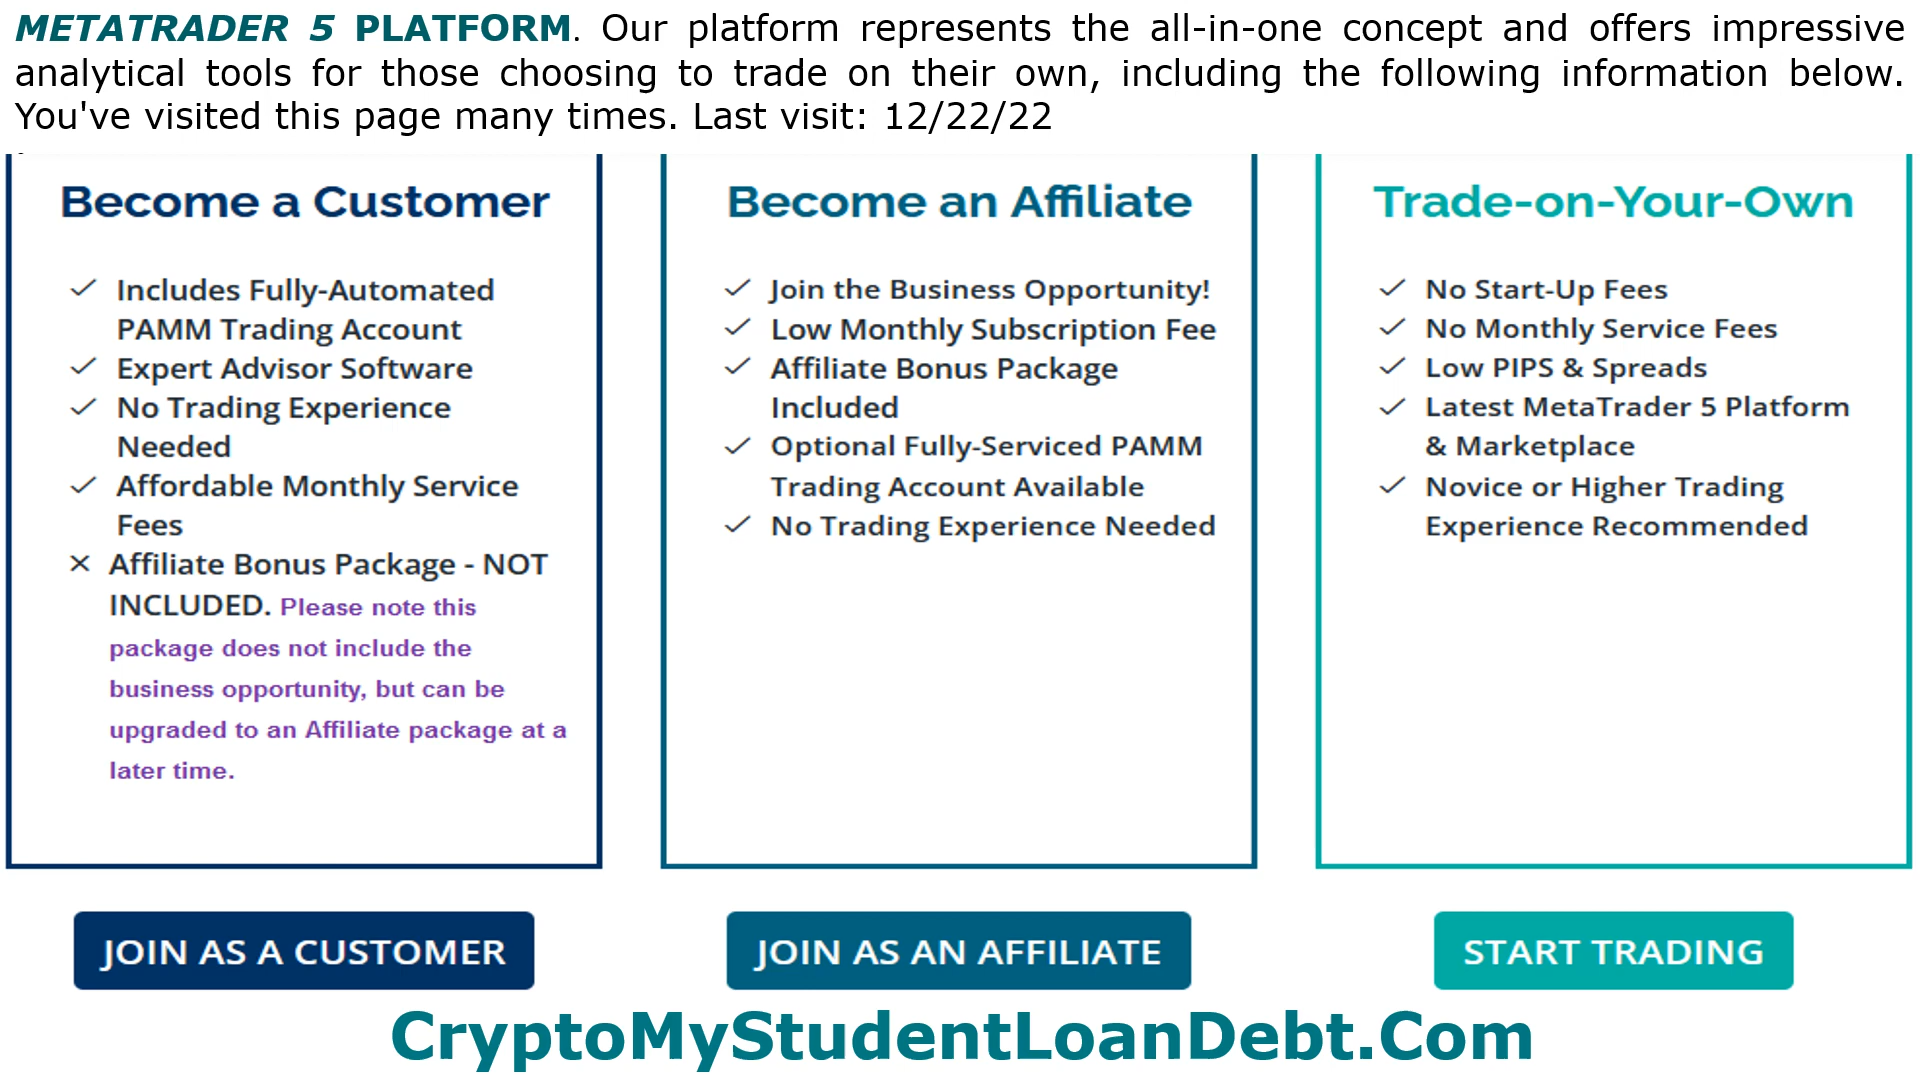 METATRADER 5 PLATFORM. Our platform represents the all-in-one concept and offers impressive
analytical tools for those choosing to trade on their own, including the following information below.
You've visited this page many times. Last visit: 12/22/22
.
Become a Customer
✓ Includes Fully-Automated
PAMM Trading Account
✓ Expert Advisor Software
✓ No Trading Experience
Needed
✓ Affordable Monthly Service
Fees
✕ Affiliate Bonus Package - NOT
INCLUDED. Please note this
package does not include the
business opportunity, but can be
upgraded to an Affiliate package at a
later time.
JOIN AS A CUSTOMER
Become an Affiliate
✓ Join the Business Opportunity!
✓ Low Monthly Subscription Fee
✓ Affiliate Bonus Package
Included
✓ Optional Fully-Serviced PAMM
Trading Account Available
✓ No Trading Experience Needed
JOIN AS AN AFFILIATE
Trade-on-Your-Own
✓ No Start-Up Fees
✓ No Monthly Service Fees
✓ Low PIPS & Spreads
✓ Latest MetaTrader 5 Platform
& Marketplace
✓ Novice or Higher Trading
Experience Recommended
START TRADING
CryptoMyStudentLoanDebt.Com